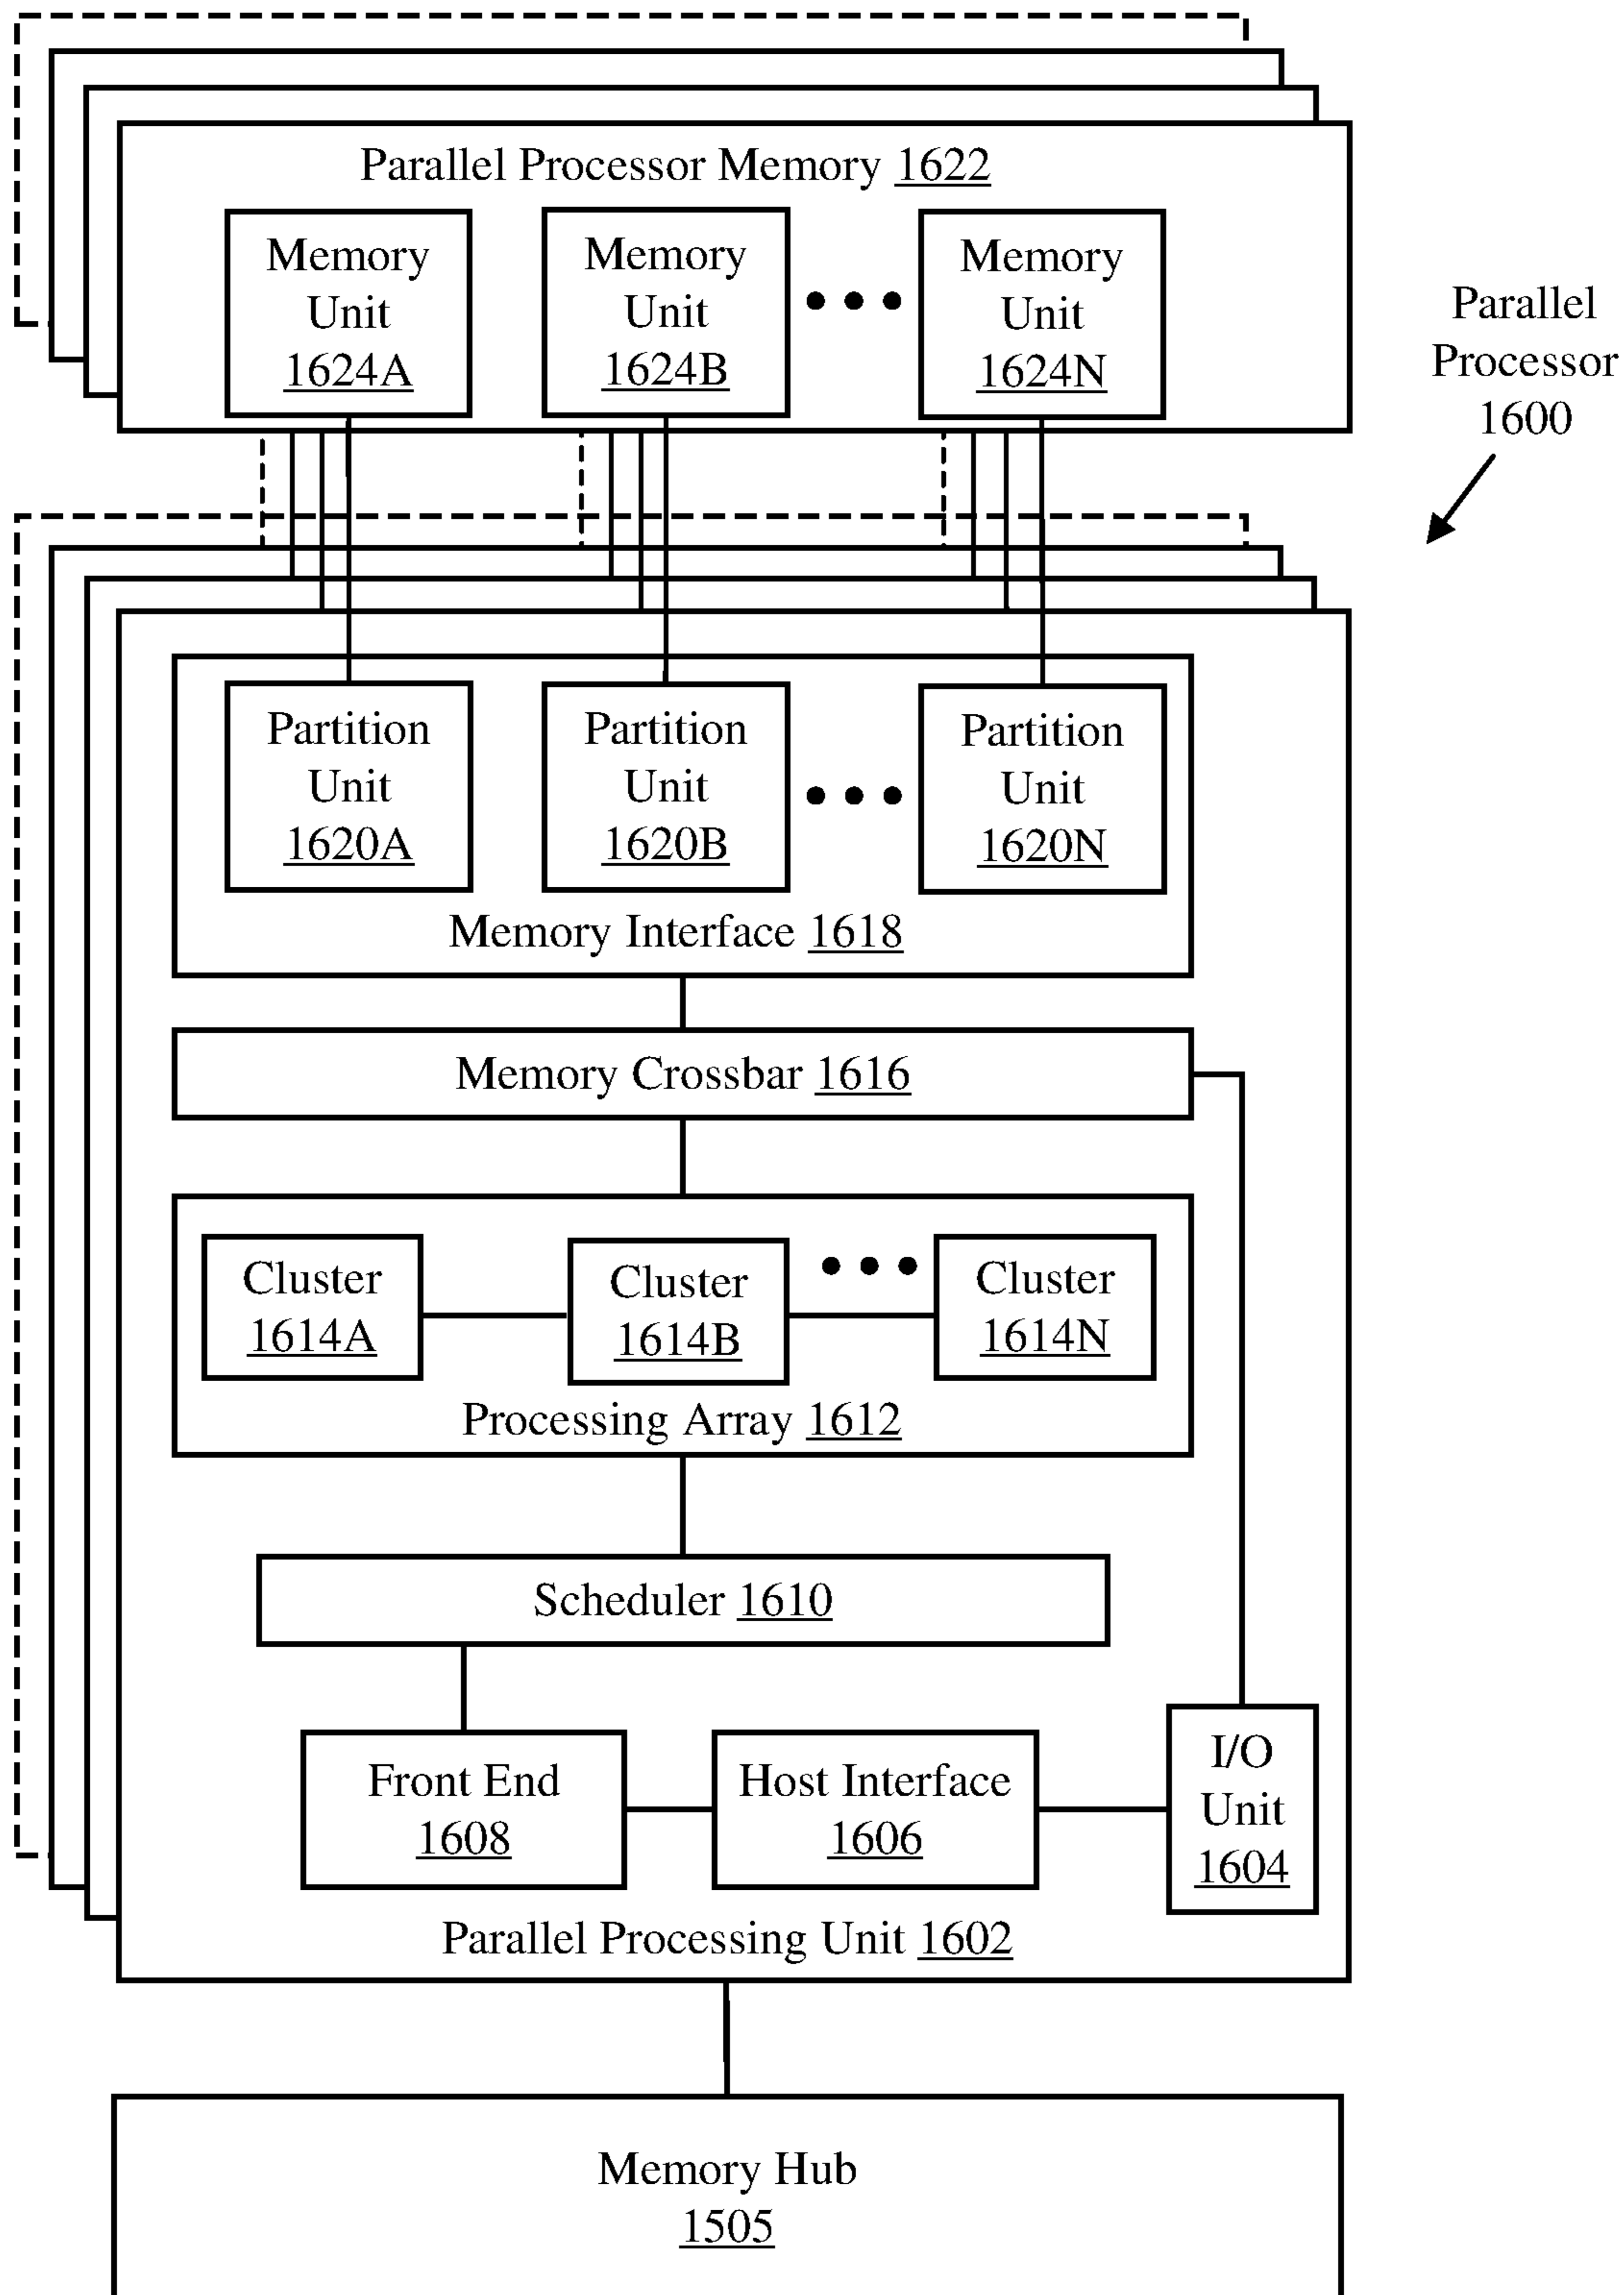 Parallel Processor Memory 1622
Memory
Unit
1624A
Memory
Unit
1624B
Memory
Unit
1624N
Parallel
Processor
1600
Partition
Unit
1620A
Partition
Unit
1620B
Partition
Unit
1620N
Memory Interface 1618
Memory Crossbar 1616
Cluster
1614A
Cluster
1614B
Cluster
1614N
Processing Array 1612
Scheduler 1610
Front End
1608
Host Interface
1606
I/O
Unit
1604
Parallel Processing Unit 1602
Memory Hub
1505